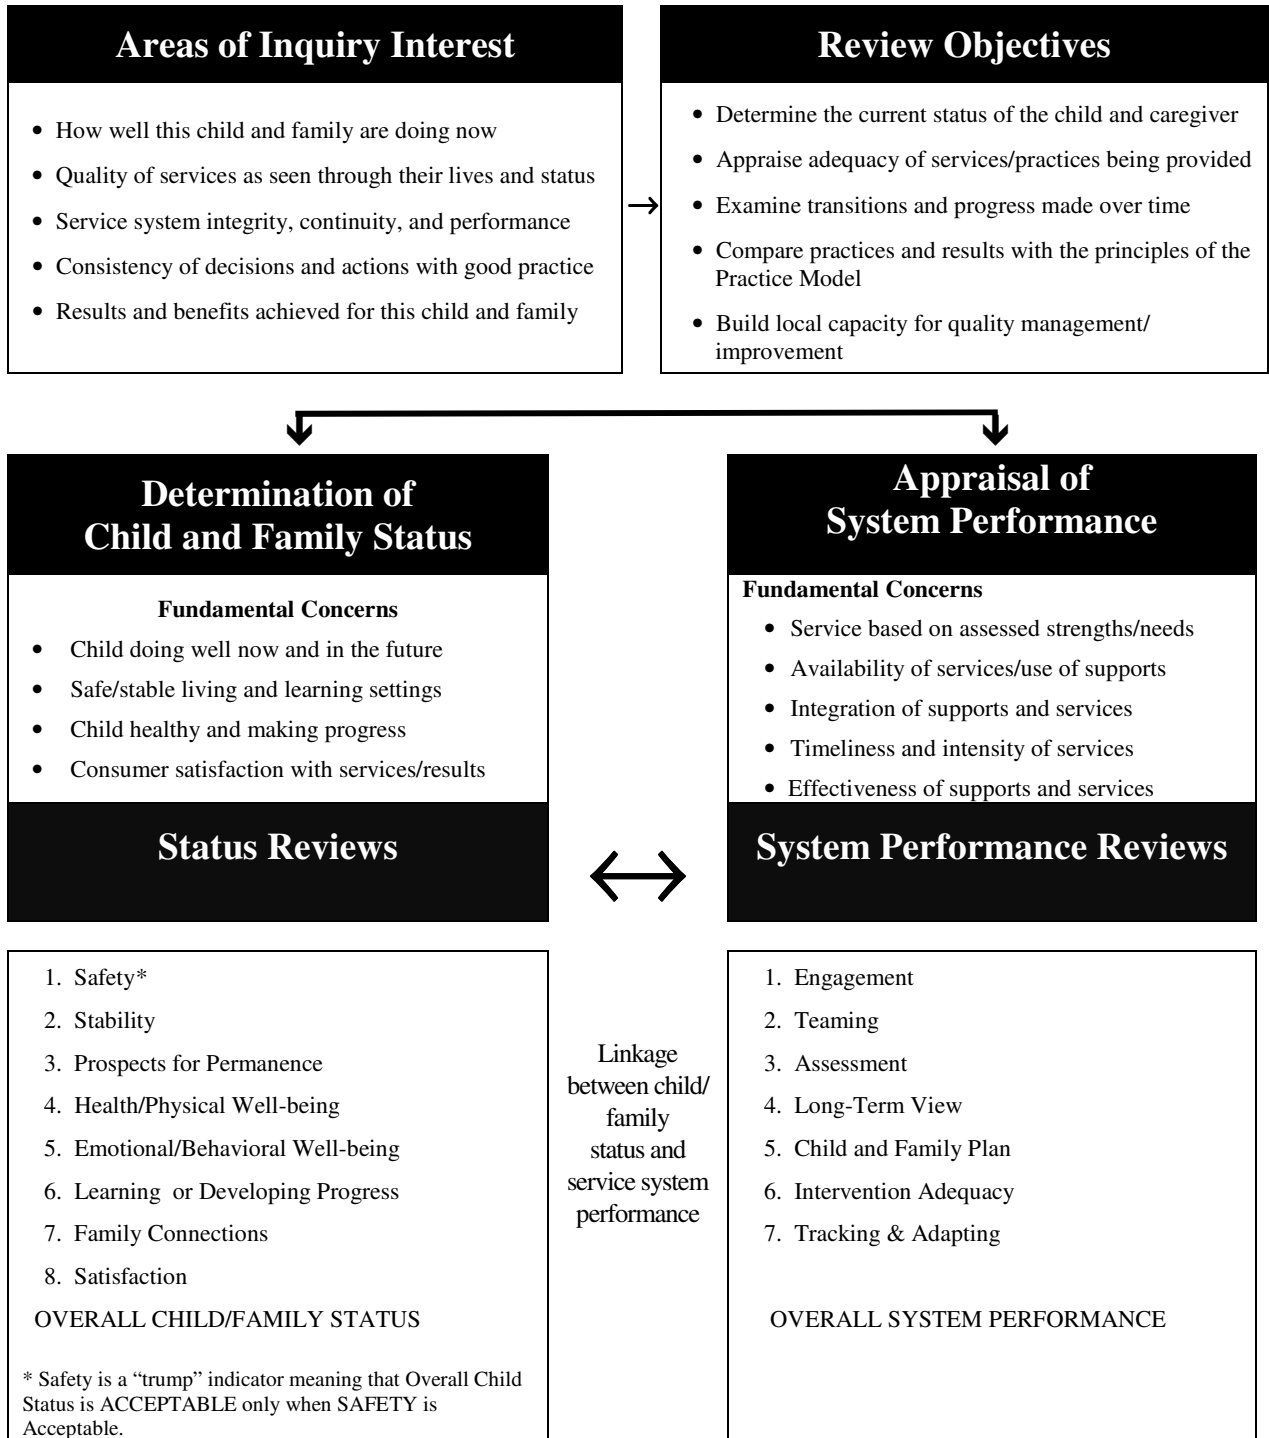 Areas of Inquiry Interest
• How well this child and family are doing now
• Quality of services as seen through their lives and status
• Service system integrity, continuity, and performance
• Consistency of decisions and actions with good practice
• Results and benefits achieved for this child and family
→
Review Objectives
• Determine the current status of the child and caregiver
• Appraise adequacy of services/practices being provided
• Examine transitions and progress made over time
• Compare practices and results with the principles of the
Practice Model
• Build local capacity for quality management/
improvement
Determination of
Child and Family Status
Fundamental Concerns
• Child doing well now and in the future
• Safe/stable living and learning settings
• Child healthy and making progress
• Consumer satisfaction with services/results
Appraisal of
System Performance
Fundamental Concerns
• Service based on assessed strengths/needs
• Availability of services/use of supports
• Integration of supports and services
• Timeliness and intensity of services
• Effectiveness of supports and services
Status Reviews
System Performance Reviews
1. Safety*
2. Stability
3. Prospects for Permanence
4. Health/Physical Well-being
5. Emotional/Behavioral Well-being
6. Learning  or Developing Progress
7. Family Connections
8. Satisfaction
OVERALL CHILD/FAMILY STATUS
* Safety is a “trump” indicator meaning that Overall Child
Status is ACCEPTABLE only when SAFETY is
Acceptable.
Linkage
between child/
family
status and
service system
performance
1. Engagement
2. Teaming
3. Assessment
4. Long-Term View
5. Child and Family Plan
6. Intervention Adequacy
7. Tracking & Adapting
OVERALL SYSTEM PERFORMANCE